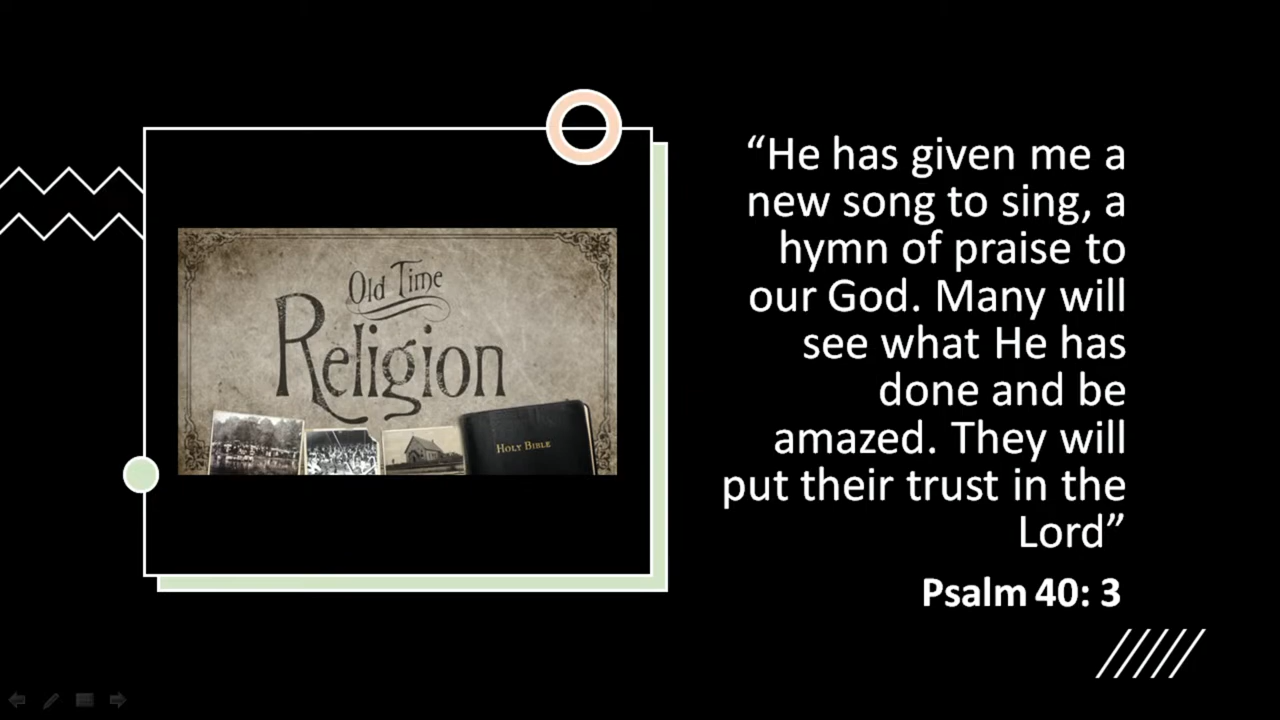 Old Time
Religion
HOLY BIBLE
“He has given me a
new song to sing, a
hymn of praise to
our God. Many will
see what He has
done and be
amazed. They will
put their trust in the
Lord”
Psalm 40: 3